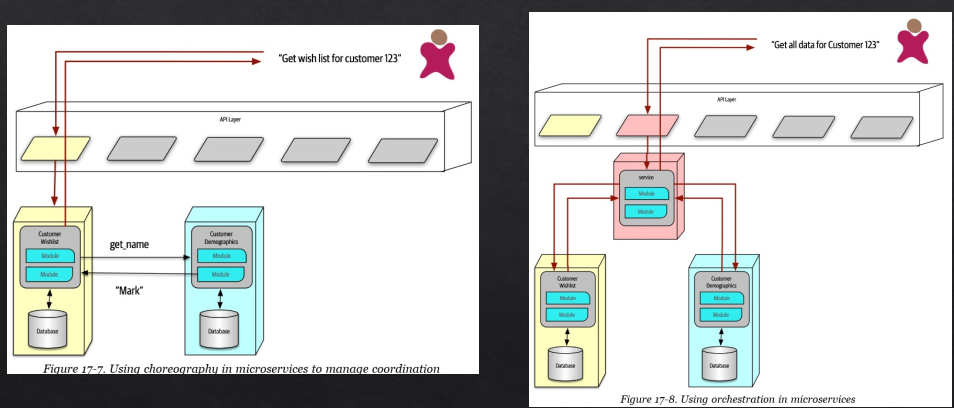 "Get wish list for customer 123"
API Layer
Customer
Wishlist
Module
Module
Database
get_name
"Mark"
Customer
Demographics
Module
Module
Database
Figure 17-7. Using choreography in microservices to manage coordination
"Get all data for Customer 123"
API Layer
service
Module
Module
Customer
Wishlist
Module
Module
Database
Customer
Demographics
Module
Module
Database
Figure 17-8. Using orchestration in microservices